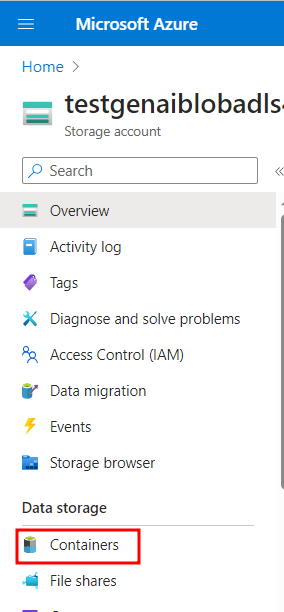 Microsoft Azure
Home
testgenaiblobadls
Storage account
Search
Overview
Activity log
Tags
Diagnose and solve problems
Access Control (IAM)
Data migration
Events
Storage browser
Data storage
Containers
File shares